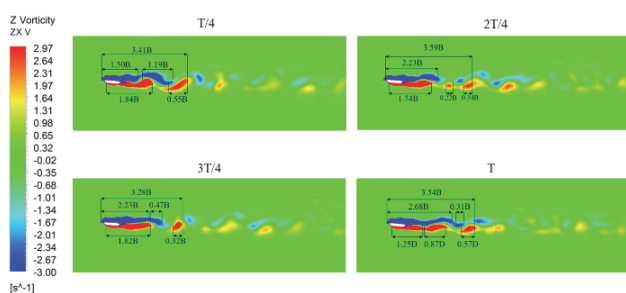 Z Vorticity
ZX V
2.97
2.64
2.31
1.97
1.64
1.31
0.98
0.65
0.32
-0.02
-0.35
-0.68
-1.01
-1.34
-1.67
-2.01
-2.34
-2.67
-3.00
[s^-1]
T/4
3.41B
1.50B
1.19B
1.84B
0.55B
2T/4
3.59B
2.23B
1.74B
0.22B
0.34B
3T/4
3.28B
2.23B
0.47B
1.82B
0.32B
T
3.54B
2.68B
0.31B
1.25D
0.87D
0.57D